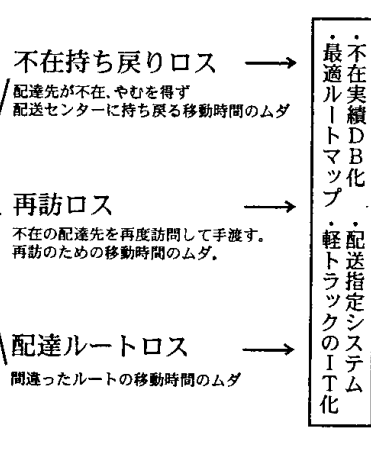 不在持ち戻りロス
配達先が不在、やむを得ず
配送センターに持ち戻る移動時間のムダ
再訪ロス
不在の配達先を再度訪問して手渡す。
再訪のための移動時間のムダ。
配達ルートロス
間違ったルートの移動時間のムダ
・不在実績DB化 ・配送指定システム
・最適ルートマップ ・軽トラックのIT化